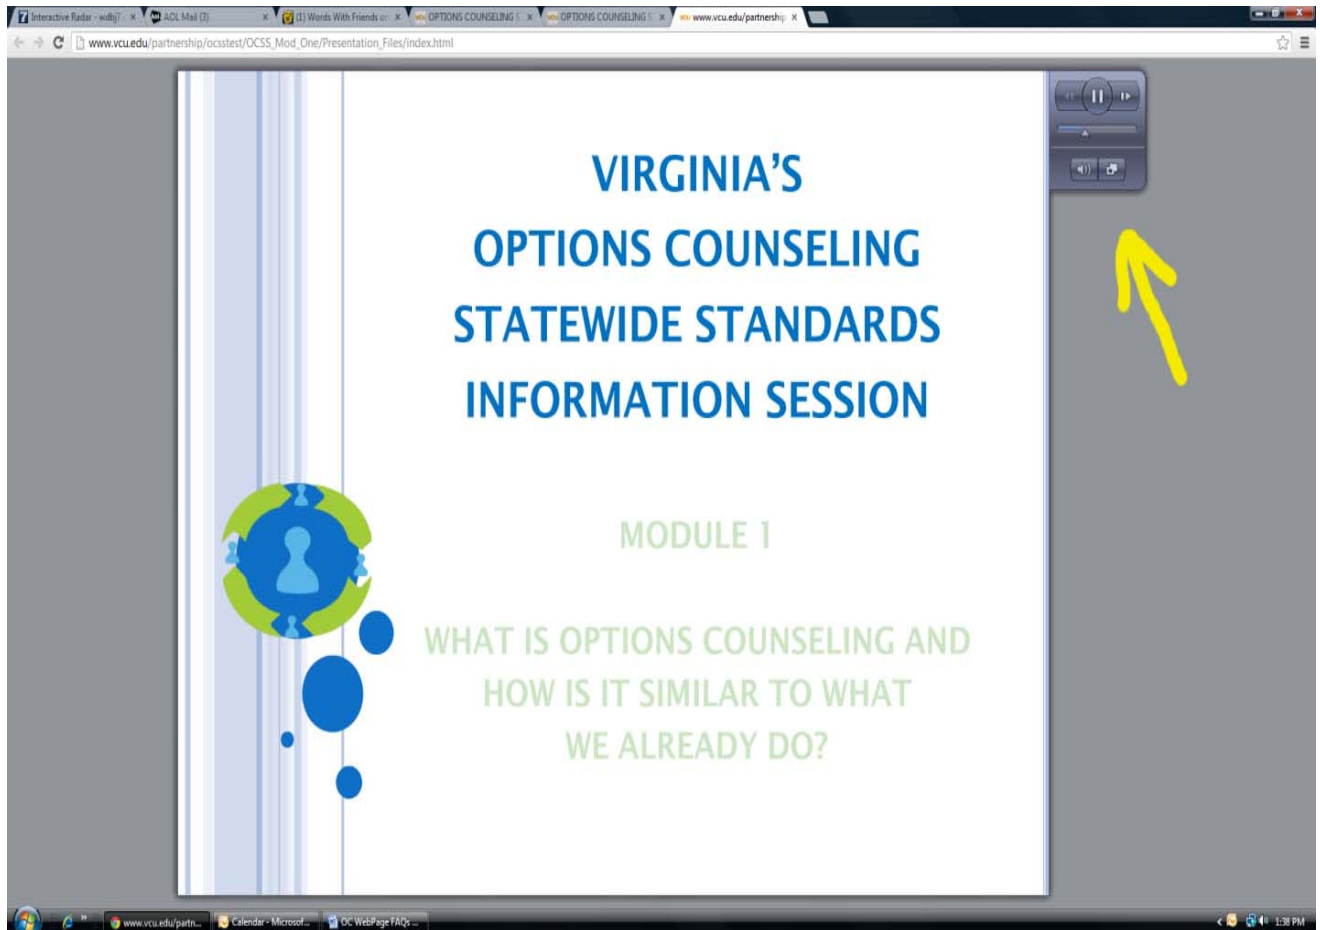 Interactive Radar - wdbj7
AOL Mail (3)
(1) Words With Friends on
OPTIONS COUNSELING S
OPTIONS COUNSELING S
www.vcu.edu/partnership
www.vcu.edu/partnership/ocsstest/OCSS_Mod_One/Presentation_Files/index.html
VIRGINIA'S
OPTIONS COUNSELING
STATEWIDE STANDARDS
INFORMATION SESSION
MODULE 1
WHAT IS OPTIONS COUNSELING AND
HOW IS IT SIMILAR TO WHAT
WE ALREADY DO?
www.vcu.edu/partn...
Calendar - Microsof...
OC WebPage FAQs ...
1:38 PM